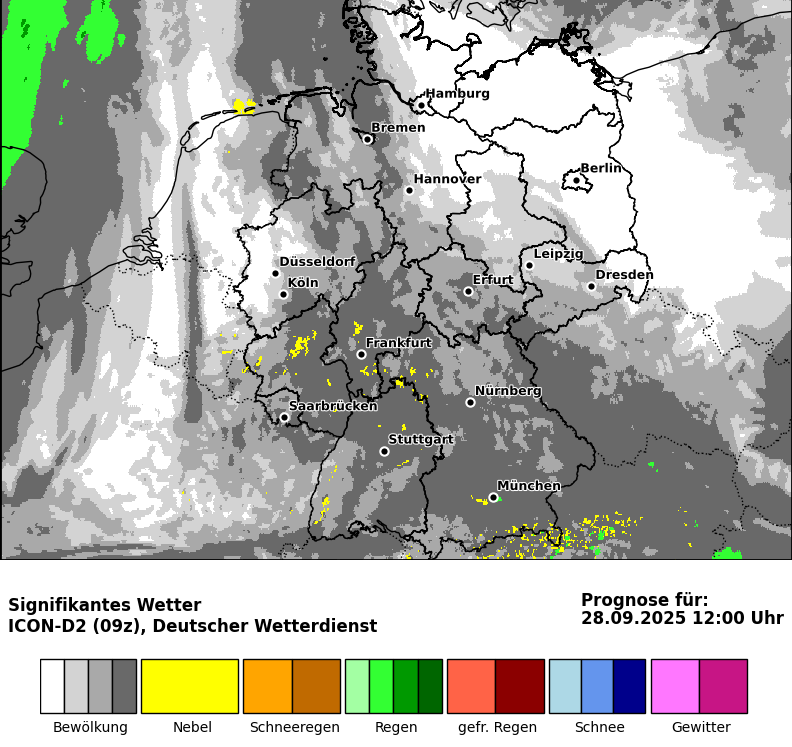 Hamburg
Bremen
Berlin
Hannover
Leipzig
Düsseldorf
Dresden
Köln
Erfurt
Frankfurt
Nürnberg
Saarbrücken
Stuttgart
München
Signifikantes Wetter
ICON-D2 (09z), Deutscher Wetterdienst
Prognose für:
28.09.2025 12:00 Uhr
Bewölkung Nebel Schneeregen Regen gefr. Regen Schnee Gewitter